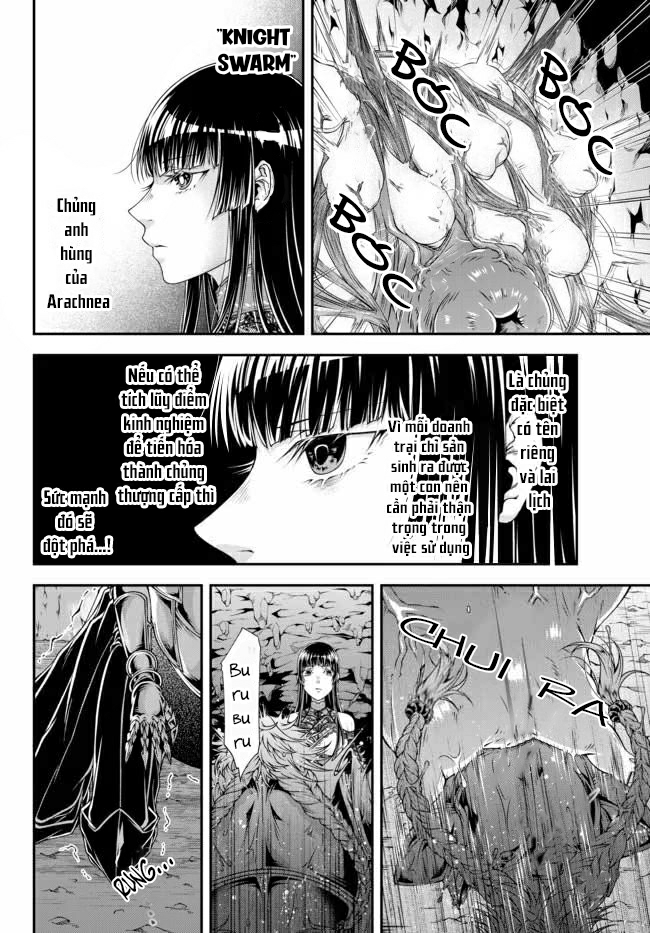 BỌC
BỌC
BỌC
"KNIGHT
SWARM"
Chủng
anh
hùng
của
Arachnea
Là chủng
đặc biệt
có tên
riêng
và lai
lịch
Vì mỗi doanh
trại chỉ sản
sinh ra được
một con nên
cần phải thận
trọng trong
việc sử dụng
Nếu có thể
tích lũy điểm
kinh nghiệm
để tiến hóa
thành chủng
thượng cấp thì
Sức mạnh
đó sẽ
đột phá...!
CHUI RA
Bu
ru
bu
ru
RUNG...